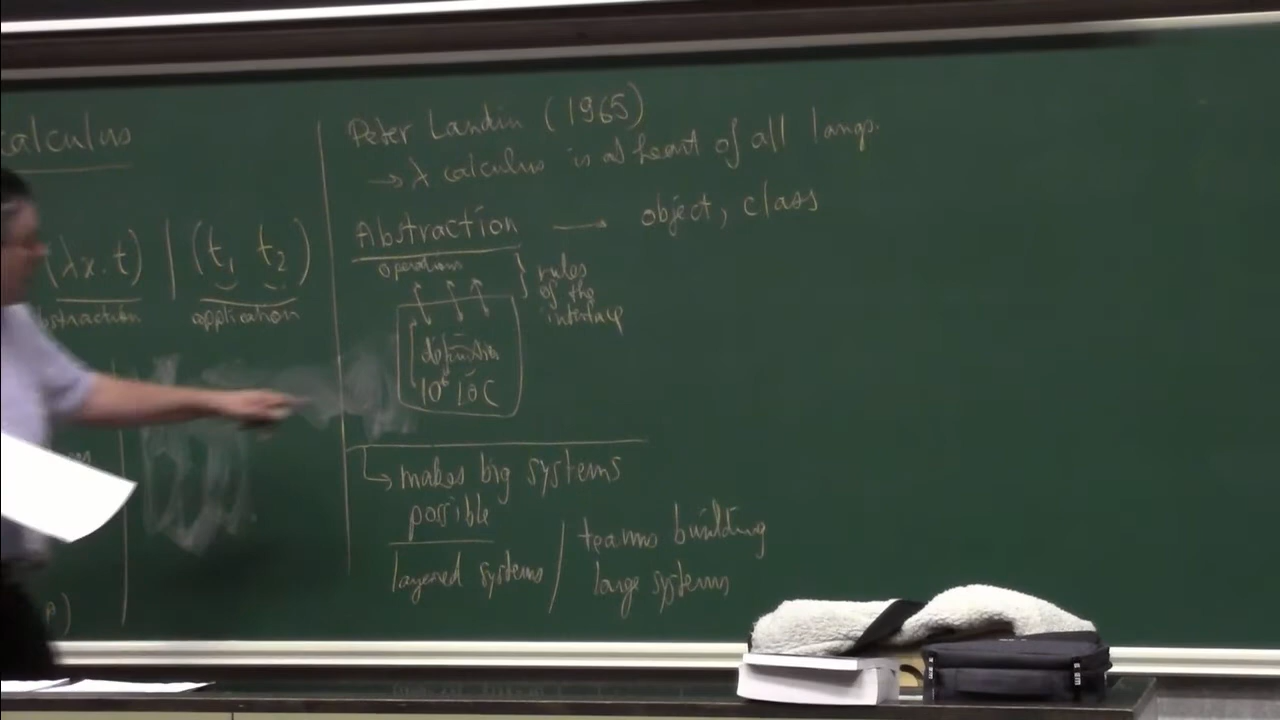 calculus
(λx. t) | (t1 t2)
abstraction application
Peter Landin (1965)
→ λ calculus is at heart of all langs.
Abstraction → object, class
operations
} rules
of the
interface
definition
10⁶ LOC
↳ makes big systems
possible
layered systems / teams building
large systems